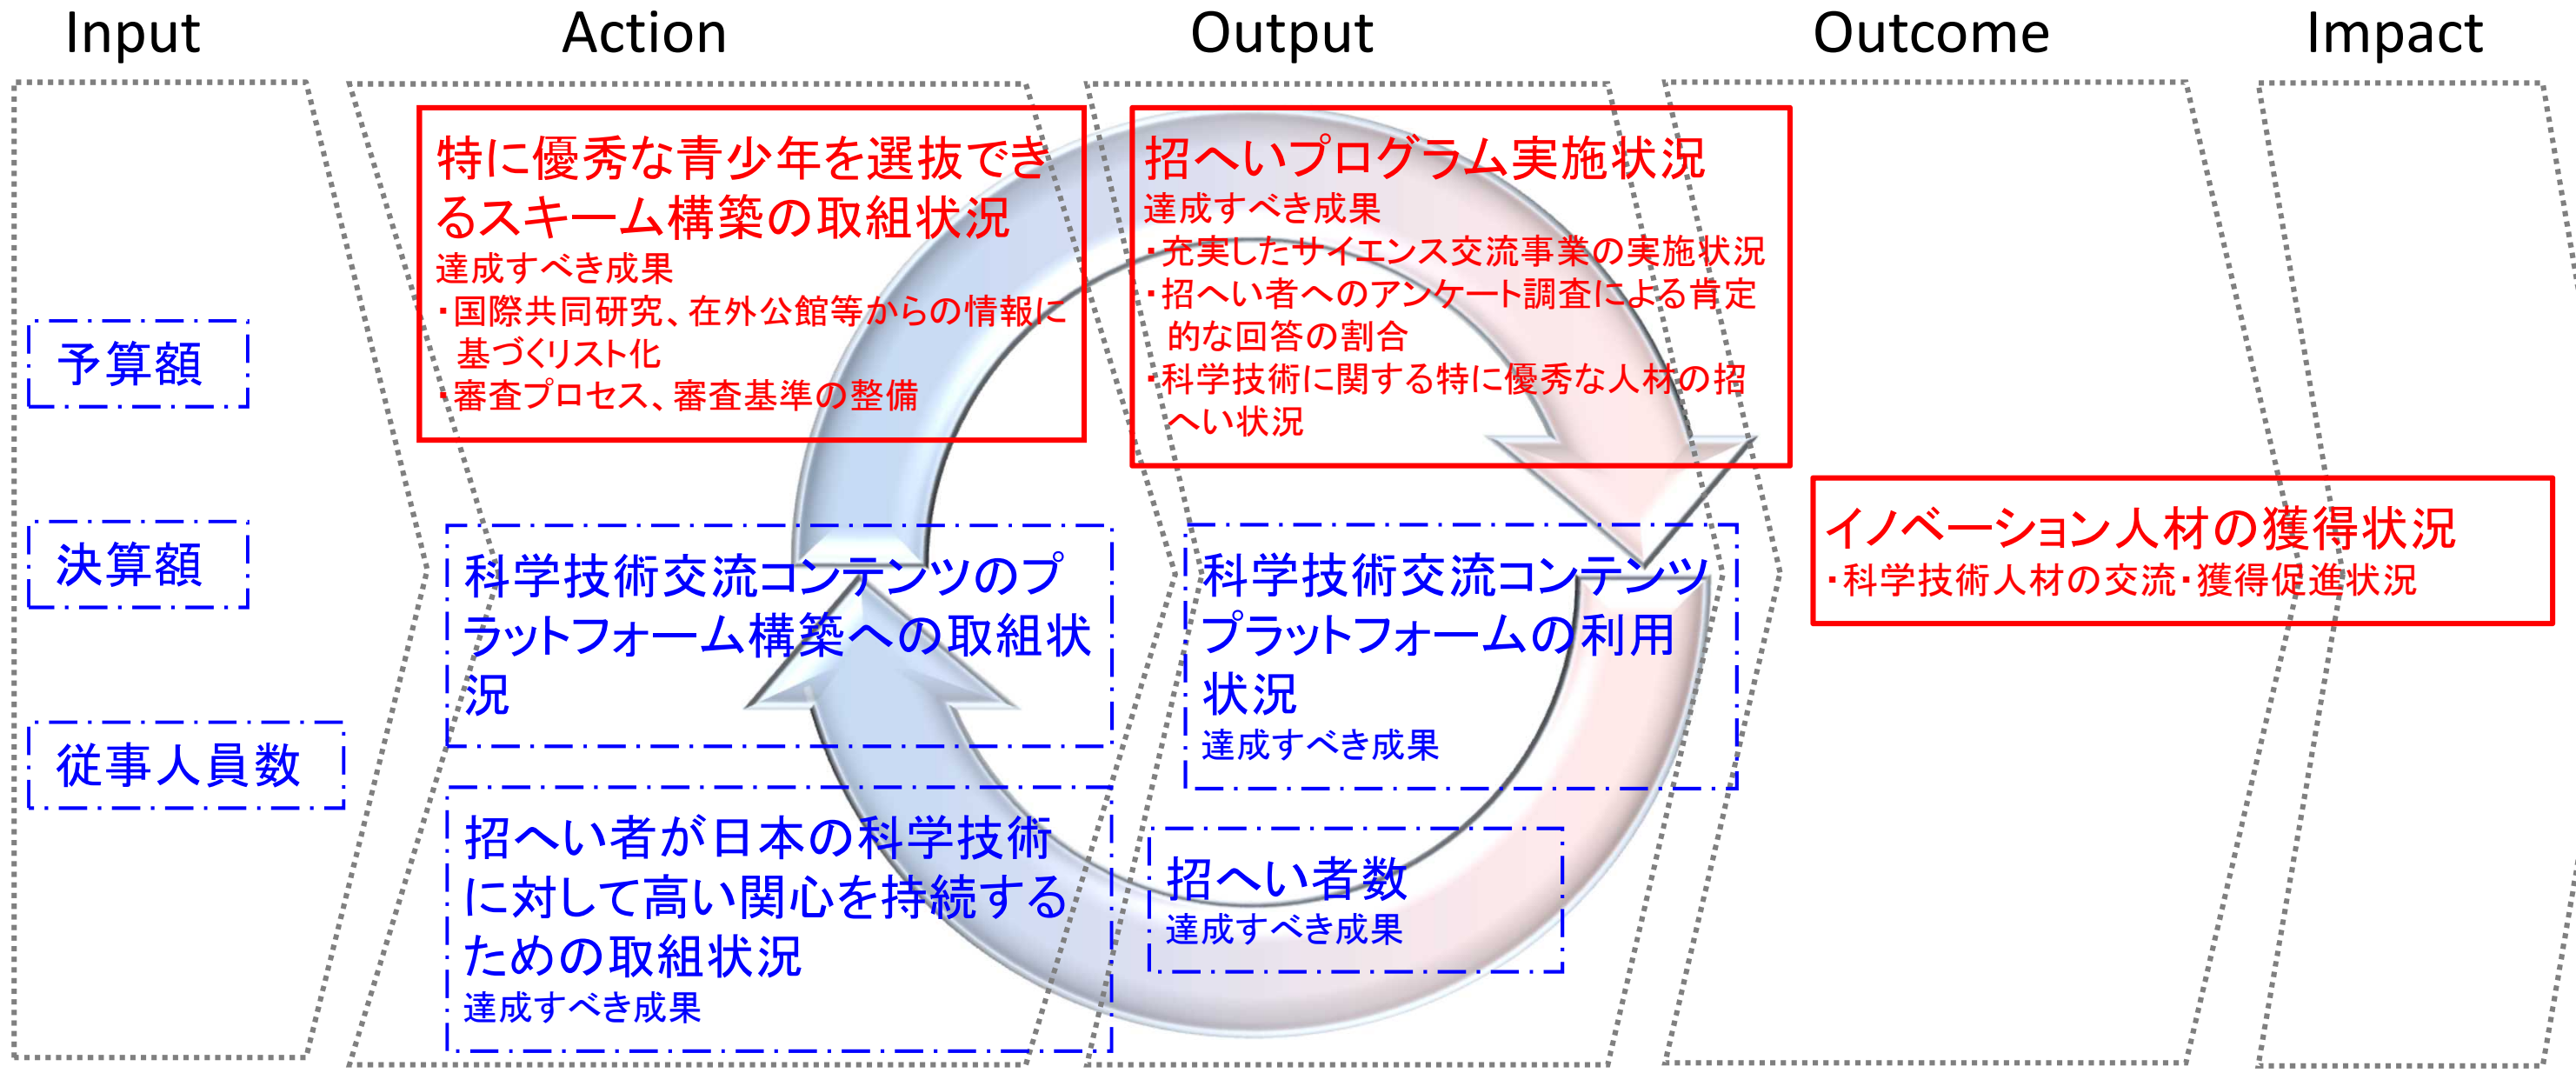 Input
Action
Output
Outcome
Impact
予算額
決算額
従事人員数
特に優秀な青少年を選抜でき
るスキーム構築の取組状況
達成すべき成果
・国際共同研究、在外公館等からの情報に
基づくリスト化
・審査プロセス、審査基準の整備
科学技術交流コンテンツのプ
ラットフォーム構築への取組状
況
招へい者が日本の科学技術
に対して高い関心を持続する
ための取組状況
達成すべき成果
招へいプログラム実施状況
達成すべき成果
・充実したサイエンス交流事業の実施状況
・招へい者へのアンケート調査による肯定
的な回答の割合
・科学技術に関する特に優秀な人材の招
へい状況
科学技術交流コンテンツ
プラットフォームの利用
状況
達成すべき成果
招へい者数
達成すべき成果
イノベーション人材の獲得状況
・科学技術人材の交流・獲得促進状況